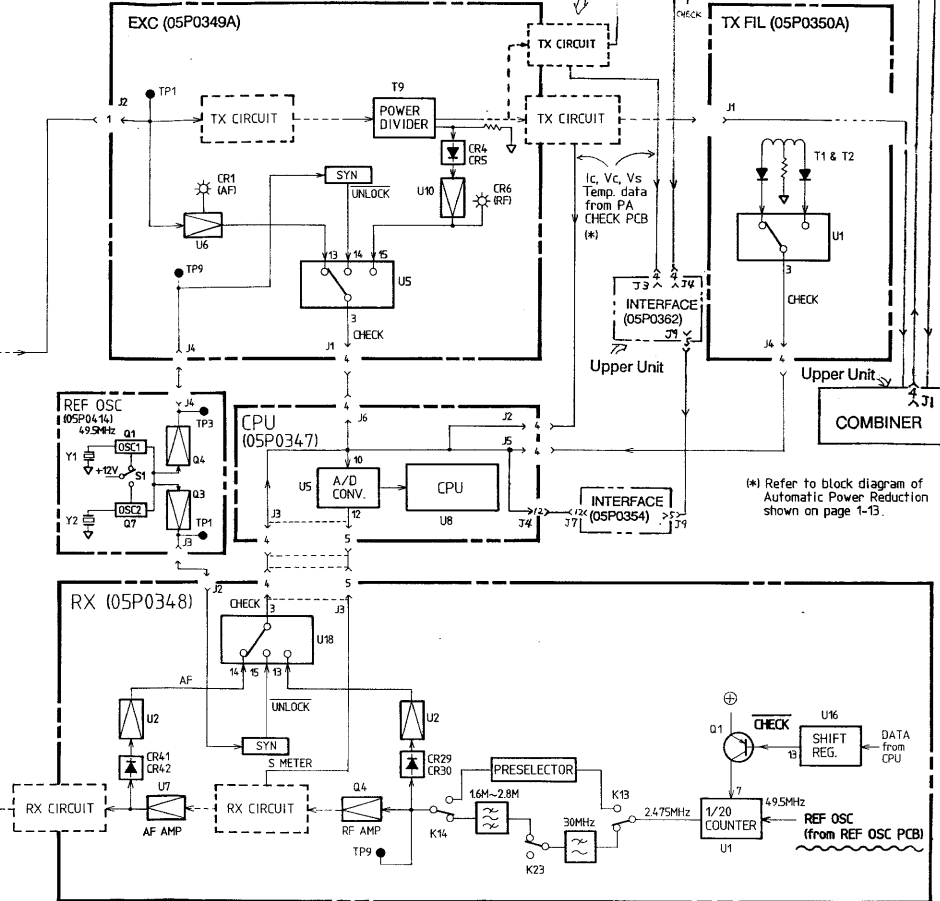 EXC (05P0349A)
CHECK
TX FIL (05P0350A)
TX CIRCUIT
J2
TP1
T9
1
TX CIRCUIT
POWER
DIVIDER
TX CIRCUIT
J1
CR4
CR5
T1 & T2
SYN
UNLOCK
U10
CR6
(RF)
CR1
(AF)
U6
Ic, Vc, Vs
Temp. data
from PA
CHECK PCB
(*)
U1
3
CHECK
TP9
13
14
15
U5
3
CHECK
4
4
J3
J4
INTERFACE
(05P0362)
J9
5
Upper Unit
J4
J1
4
J4
4
Upper Unit
4
J1
COMBINER
REF OSC
(05P0414)
49.5MHz
J4
TP3
Q1
OSC1
Y1
+12V
S1
Q4
Q3
OSC2
Y2
Q7
TP1
J3
4
J6
CPU
(05P0347)
J2
4
J5
4
10
U5
A/D
CONV.
12
CPU
U8
J3
4
5
J4
12
12
J7
INTERFACE
(05P0354)
5
J9
(*) Refer to block diagram of
Automatic Power Reduction
shown on page 1-13.
J2
4
5
RX (05P0348)
CHECK
3
J3
U18
14
15
13
AF
UNLOCK
U2
SYN
S METER
U2
CR41
CR42
CR29
CR30
U7
RX CIRCUIT
AF AMP
RX CIRCUIT
Q4
RF AMP
TP9
PRESELECTOR
1.6M~2.8M
K14
K13
30MHz
K23
2.475MHz
Q1
CHECK
U16
SHIFT
REG.
13
DATA
from
CPU
7
1/20
COUNTER
U1
49.5MHz
REF OSC
(from REF OSC PCB)